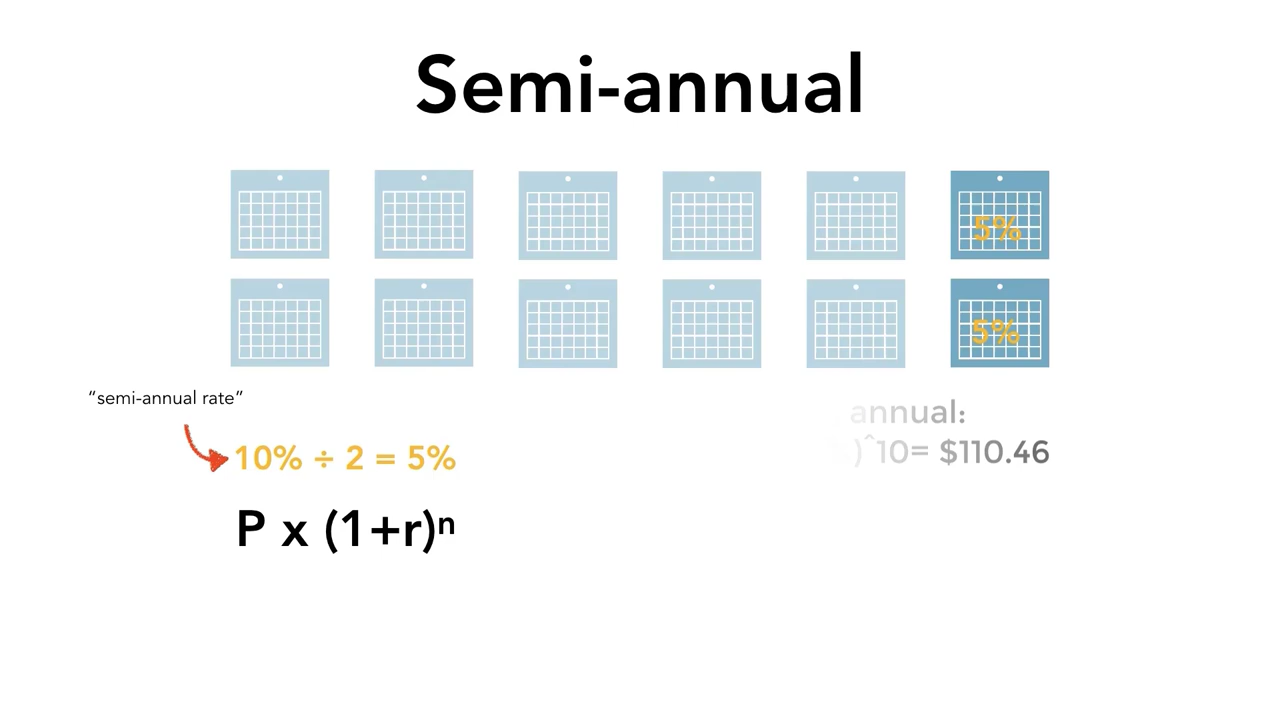 Semi-annual
5%
5%
“semi-annual rate”
10% ÷ 2 = 5%
P x (1+r)ⁿ
annual:
)^10= $110.46